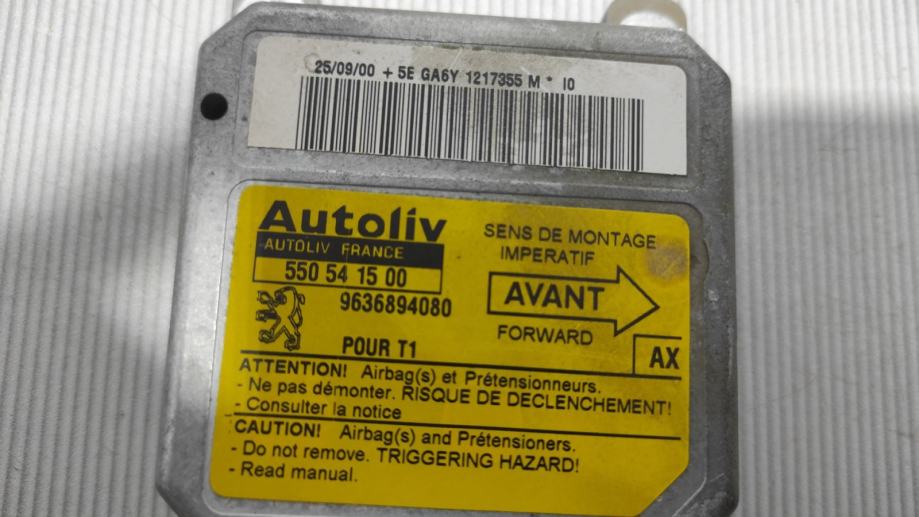 25/09/00 + 5E GA6Y 1217355 M * I0
Autoliv
AUTOLIV FRANCE
550 54 15 00
9636894080
POUR T1
SENS DE MONTAGE
IMPERATIF
AVANT
FORWARD
AX
ATTENTION! Airbag(s) et Prétensionneurs.
- Ne pas démonter. RISQUE DE DECLENCHEMENT!
- Consulter la notice
CAUTION! Airbag(s) and Prétensioners.
- Do not remove. TRIGGERING HAZARD!
- Read manual.